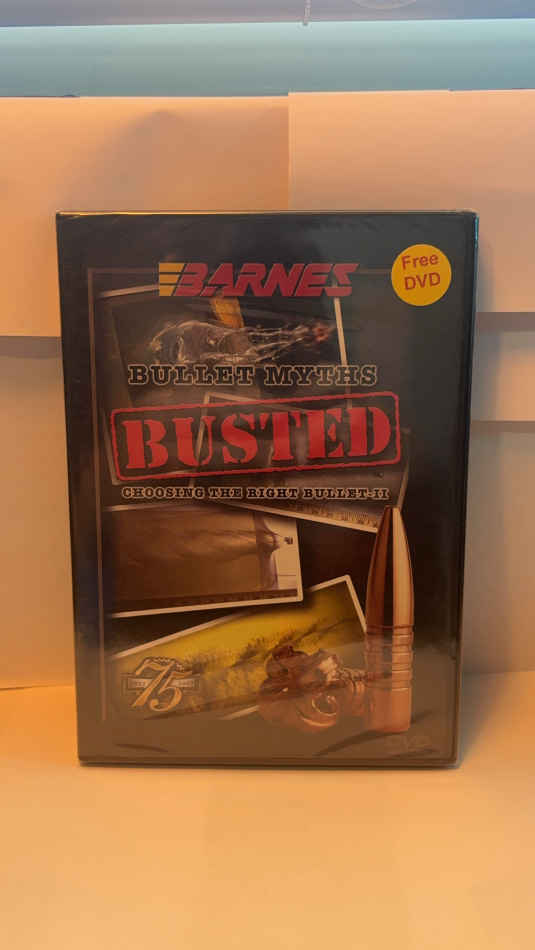 BARNES
Free
DVD
BULLET MYTHS
BUSTED
CHOOSING THE RIGHT BULLET-II
75